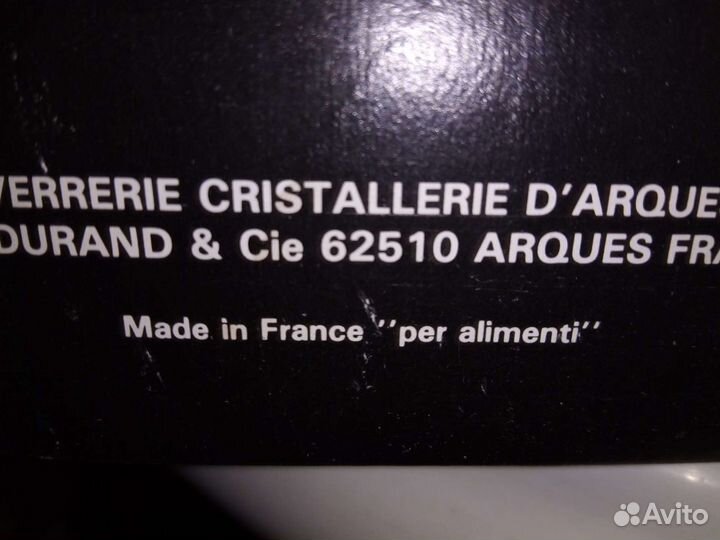 VERRERIE CRISTALLERIE D'ARQUE
DURAND & Cie 62510 ARQUES FRA
Made in France ''per alimenti''
Avito